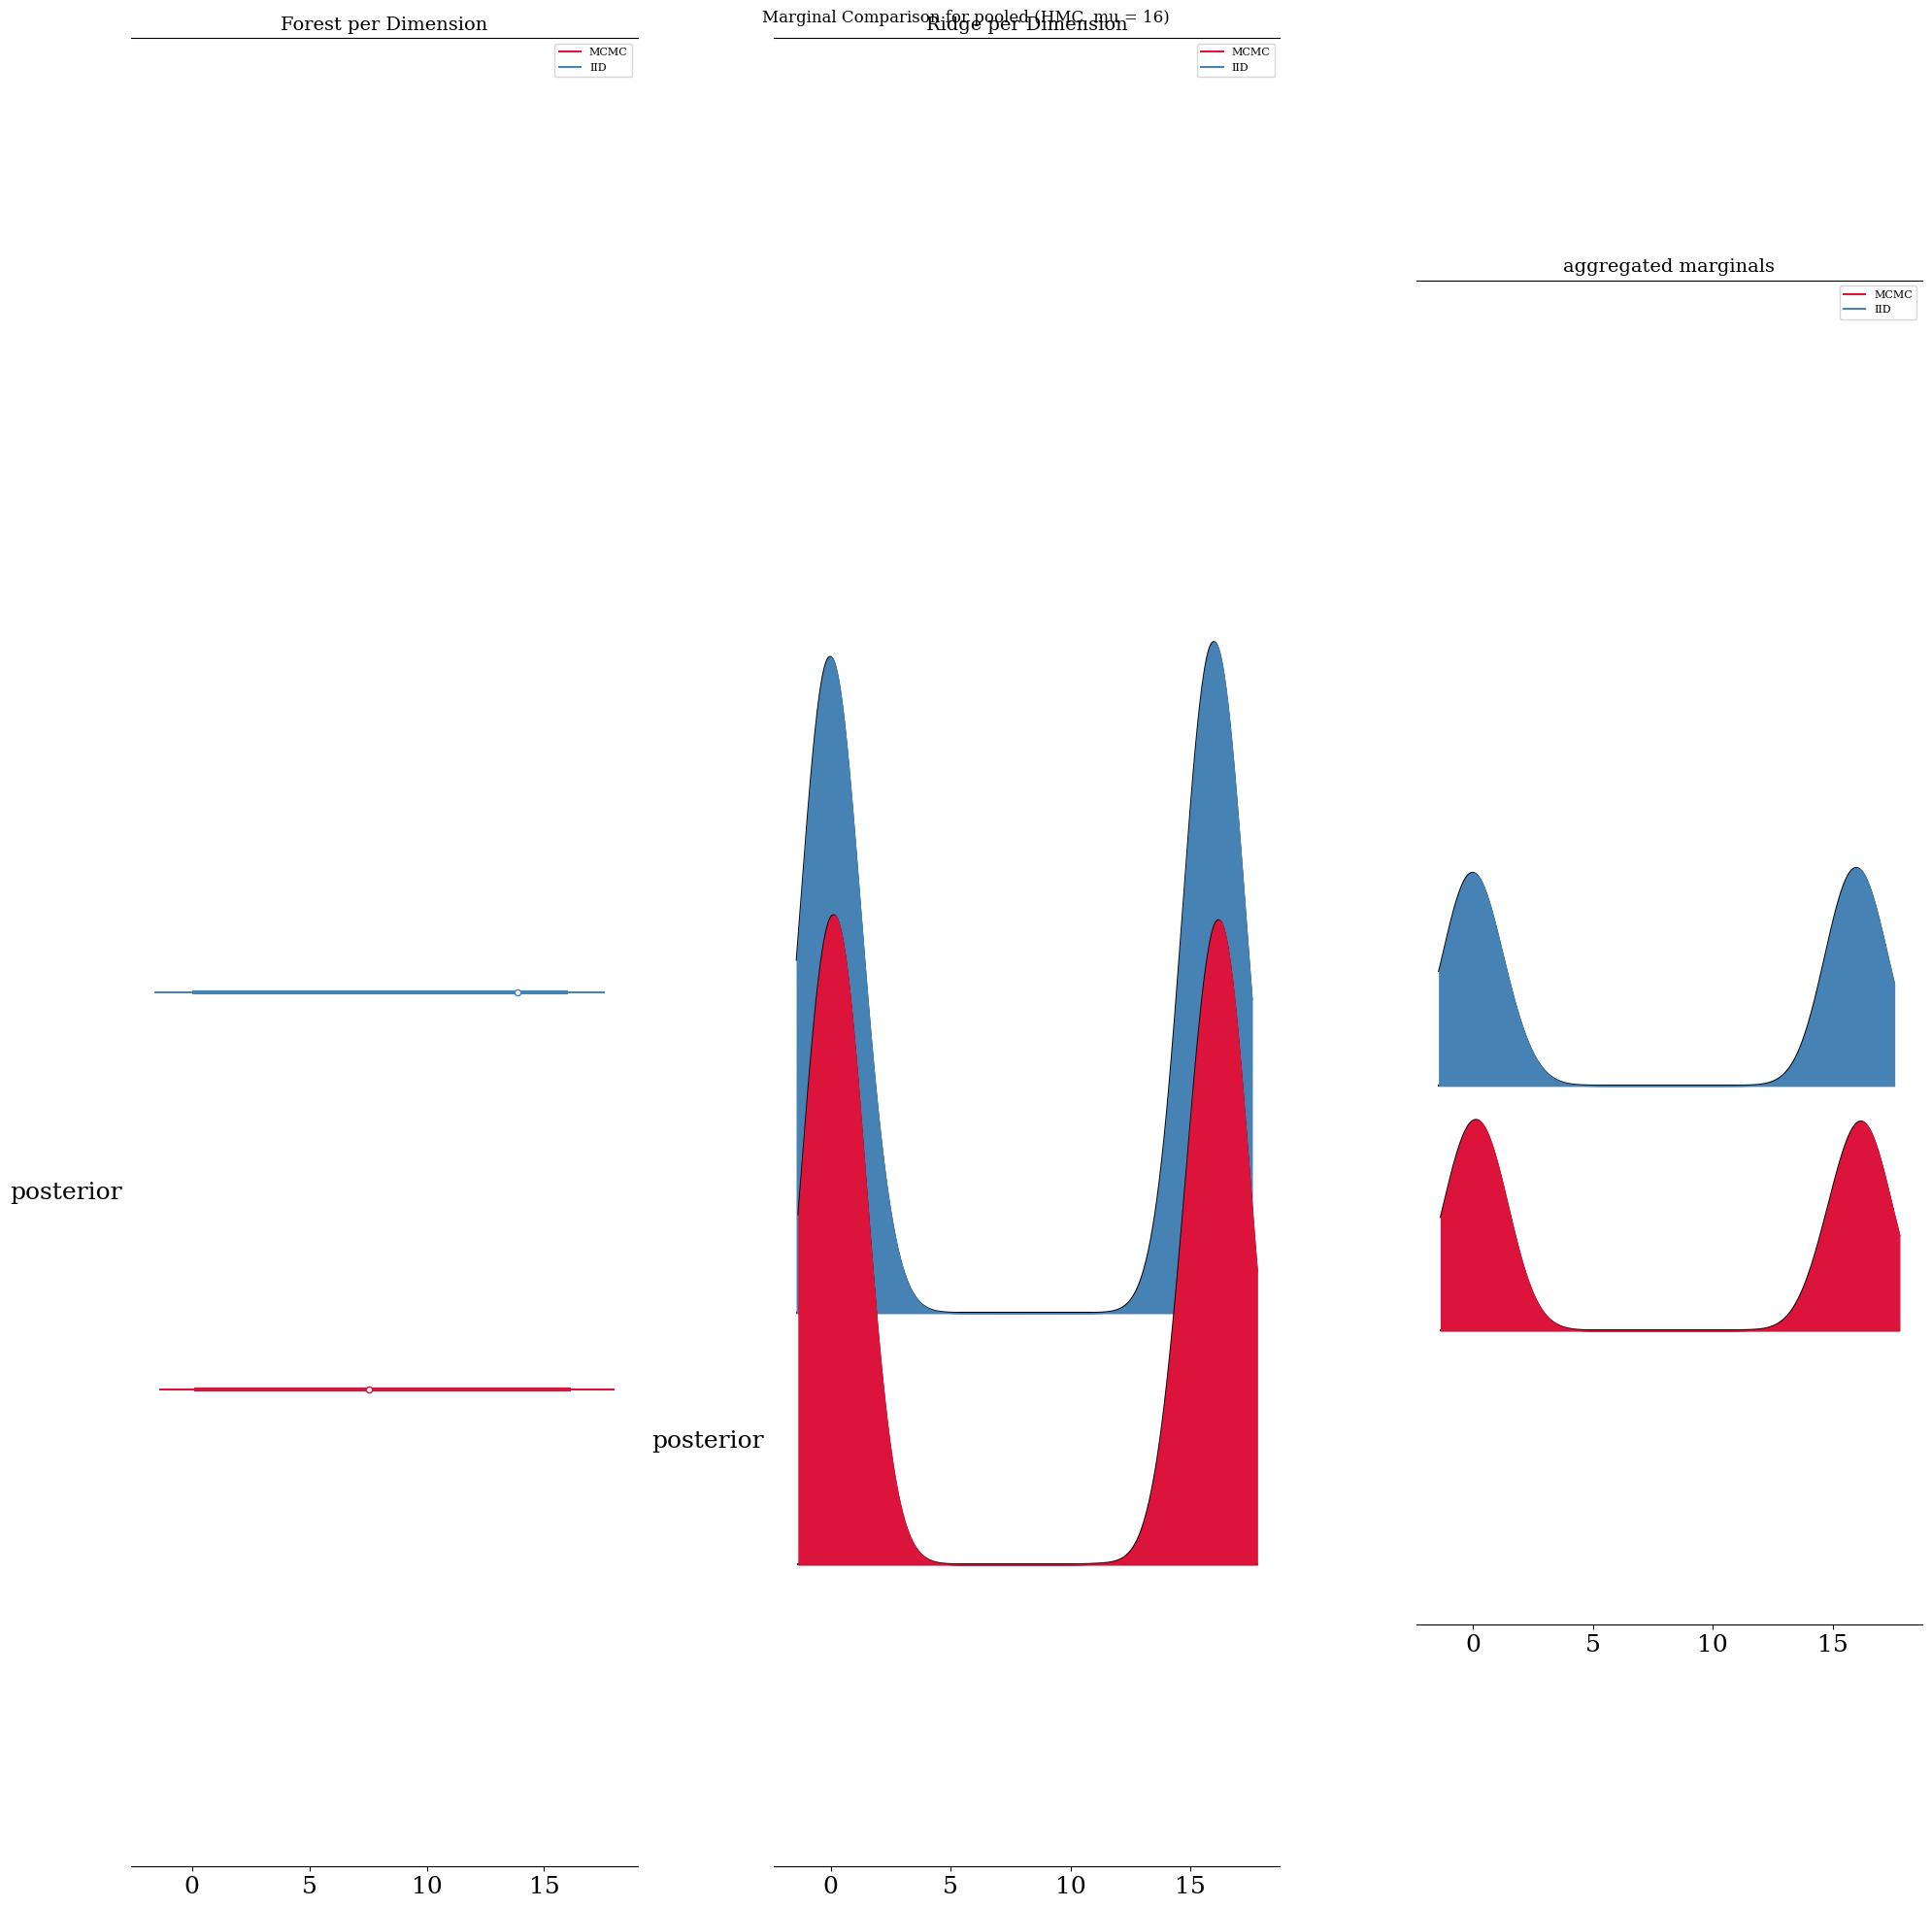 Marginal Comparison for pooled (HMC, mu = 16)
Forest per Dimension
MCMC
IID
posterior
0 5 10 15
Ridge per Dimension
MCMC
IID
posterior
0 5 10 15
aggregated marginals
MCMC
IID
0 5 10 15